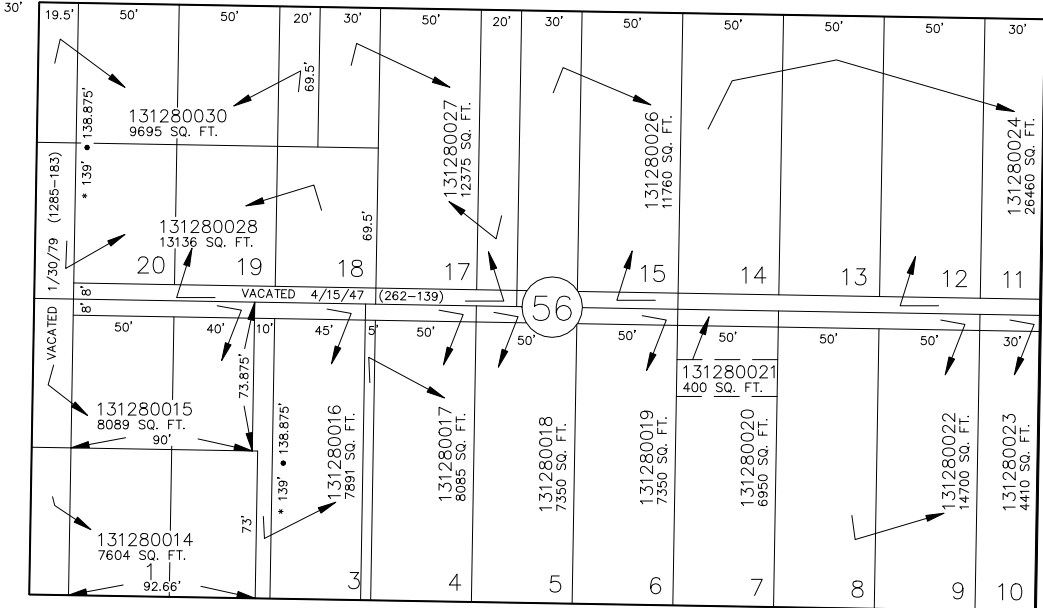 30' 19.5' 50' 50' 20' 30' 50' 20' 30' 50' 50' 50' 50' 30'
69.5'
* 139' • 138.875'
131280030
9695 SQ. FT.
131280027
12375 SQ. FT.
131280026
11760 SQ. FT.
131280024
26460 SQ. FT.
VACATED 1/30/79 (1285-183)
131280028
13136 SQ. FT.
69.5'
20 19 18 17 15 14 13 12 11
8'
VACATED 4/15/47 (262-139)
56
8'
50' 40' 10' 45' 5' 50' 50' 50' 50' 50' 50' 30'
73.875'
131280021
400 SQ. FT.
131280015
8089 SQ. FT.
90'
* 139' • 138.875'
131280016
7891 SQ. FT.
131280017
8085 SQ. FT.
131280018
7350 SQ. FT.
131280019
7350 SQ. FT.
131280020
6950 SQ. FT.
131280022
14700 SQ. FT.
131280023
4410 SQ. FT.
73'
131280014
7604 SQ. FT.
1
92.66'
3 4 5 6 7 8 9 10